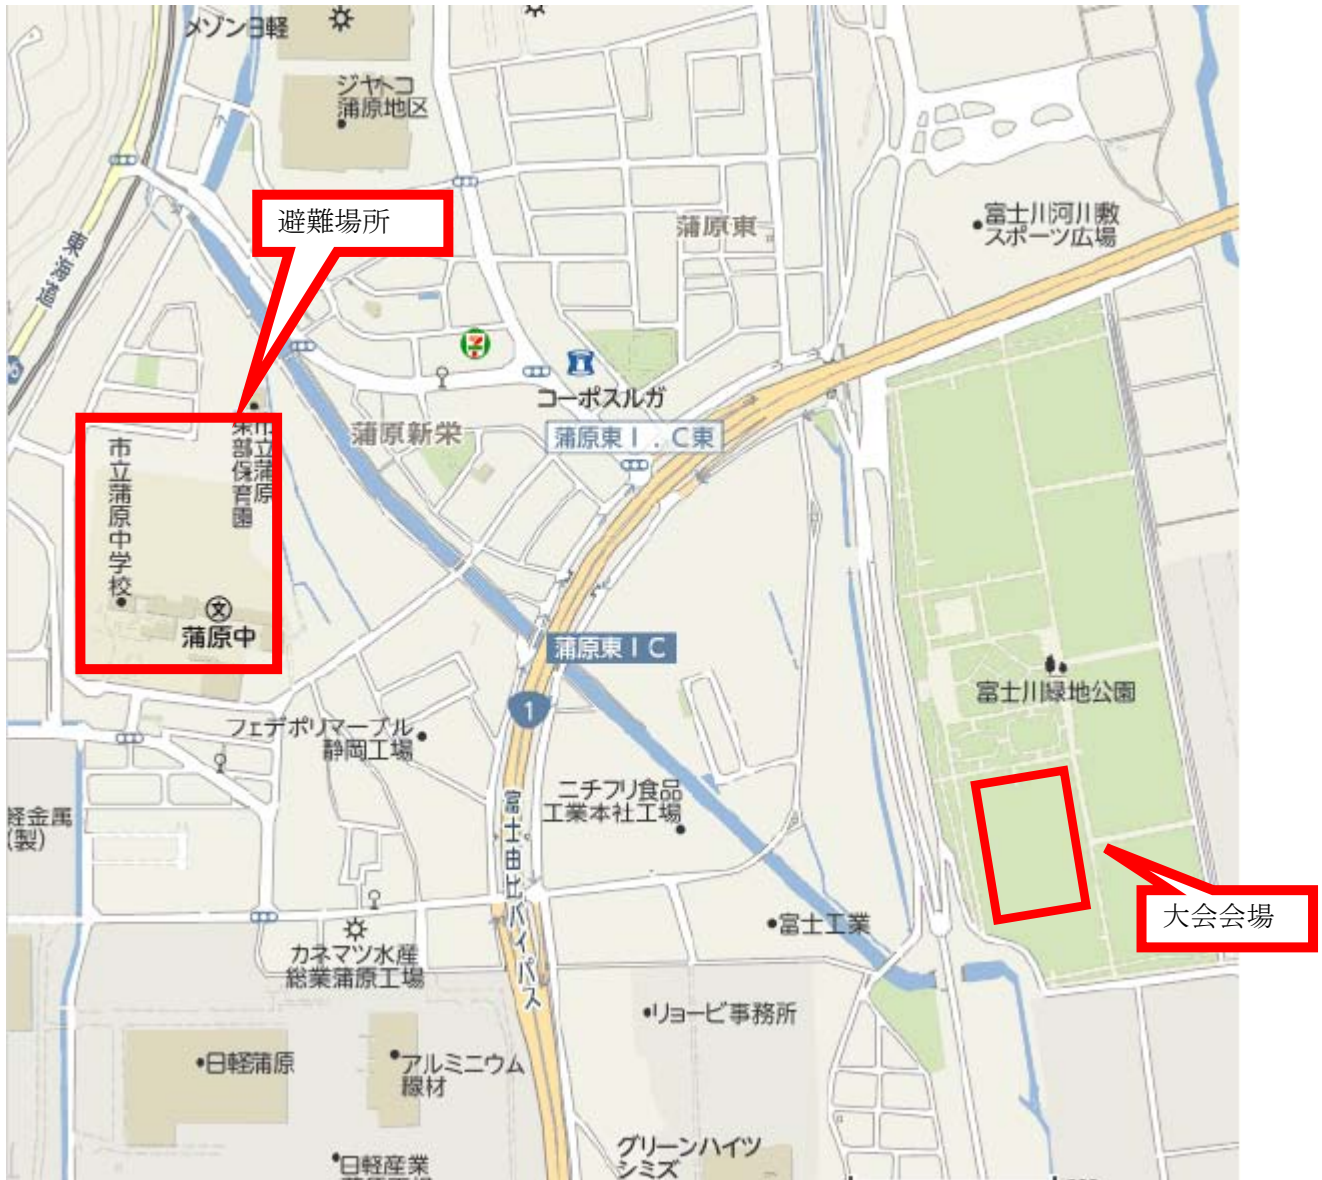 メゾン日軽
ジヤトコ
蒲原地区
避難場所
蒲原東
富士川河川敷
スポーツ広場
東海道
コーポスルガ
蒲原新栄
蒲原東I.C東
市立蒲原
東部保育園
市立蒲原中学校
文
蒲原中
蒲原東IC
富士川緑地公園
1
フェデポリマーブル
静岡工場
ニチフリ食品
工業本社工場
軽金属
(製)
富士由比バイパス
大会会場
富士工業
カネマツ水産
総業蒲原工場
リョービ事務所
日軽蒲原
アルミニウム
線材
グリーンハイツ
シミズ
日軽産業